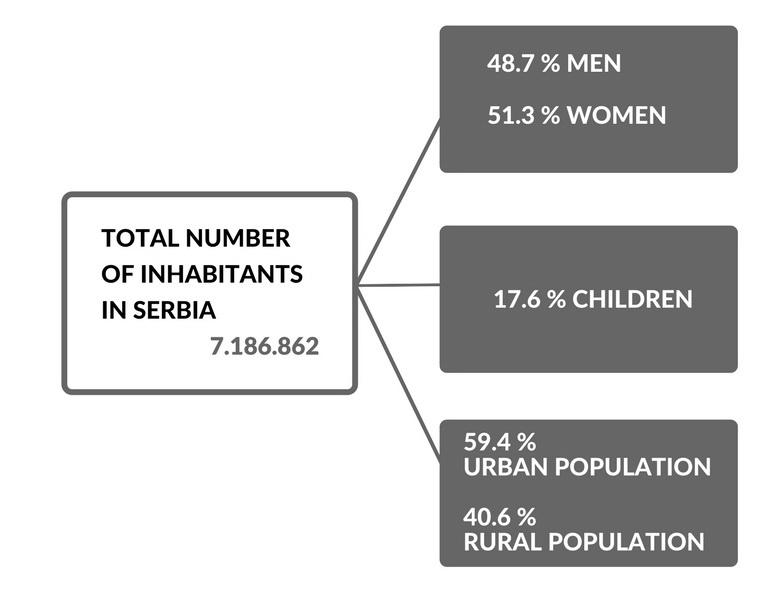 TOTAL NUMBER
OF INHABITANTS
IN SERBIA
7.186.862
48.7 % MEN
51.3 % WOMEN
17.6 % CHILDREN
59.4 %
URBAN POPULATION
40.6 %
RURAL POPULATION